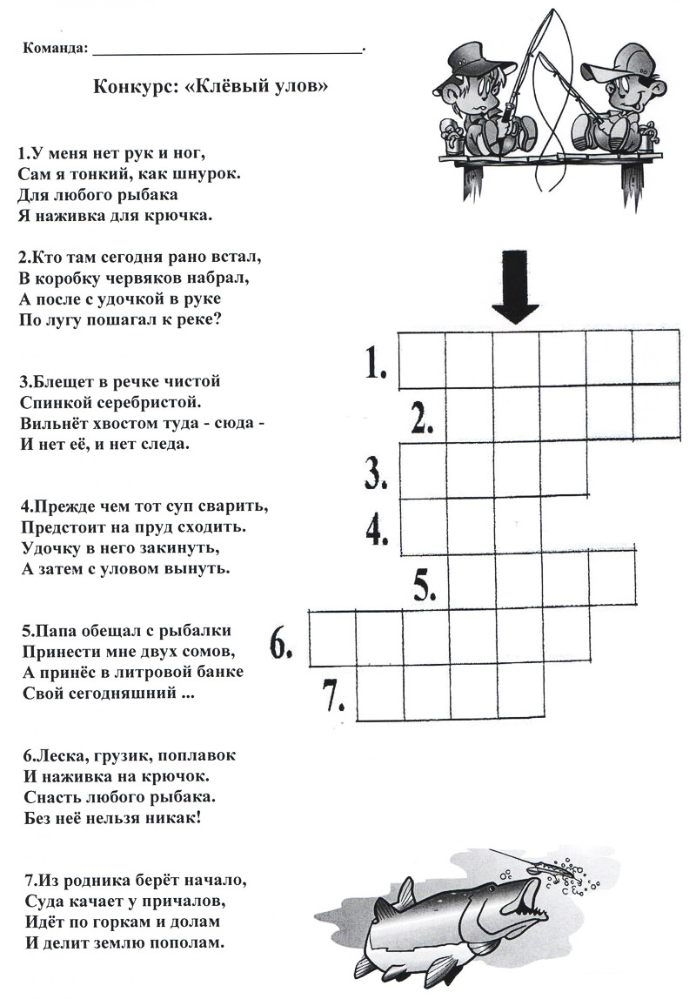 Команда: ______________________________.
Конкурс: «Клёвый улов»
1.У меня нет рук и ног,
Сам я тонкий, как шнурок.
Для любого рыбака
Я наживка для крючка.
2.Кто там сегодня рано встал,
В коробку червяков набрал,
А после с удочкой в руке
По лугу пошагал к реке?
3.Блещет в речке чистой
Спинкой серебристой.
Вильнёт хвостом туда - сюда -
И нет её, и нет следа.
4.Прежде чем тот суп сварить,
Предстоит на пруд сходить.
Удочку в него закинуть,
А затем с уловом вынуть.
5.Папа обещал с рыбалки
Принести мне двух сомов,
А принёс в литровой банке
Свой сегодняшний ...
6.Леска, грузик, поплавок
И наживка на крючок.
Снасть любого рыбака.
Без неё нельзя никак!
7.Из родника берёт начало,
Суда качает у причалов,
Идёт по горкам и долам
И делит землю пополам.
1.
2.
3.
4.
5.
6.
7.